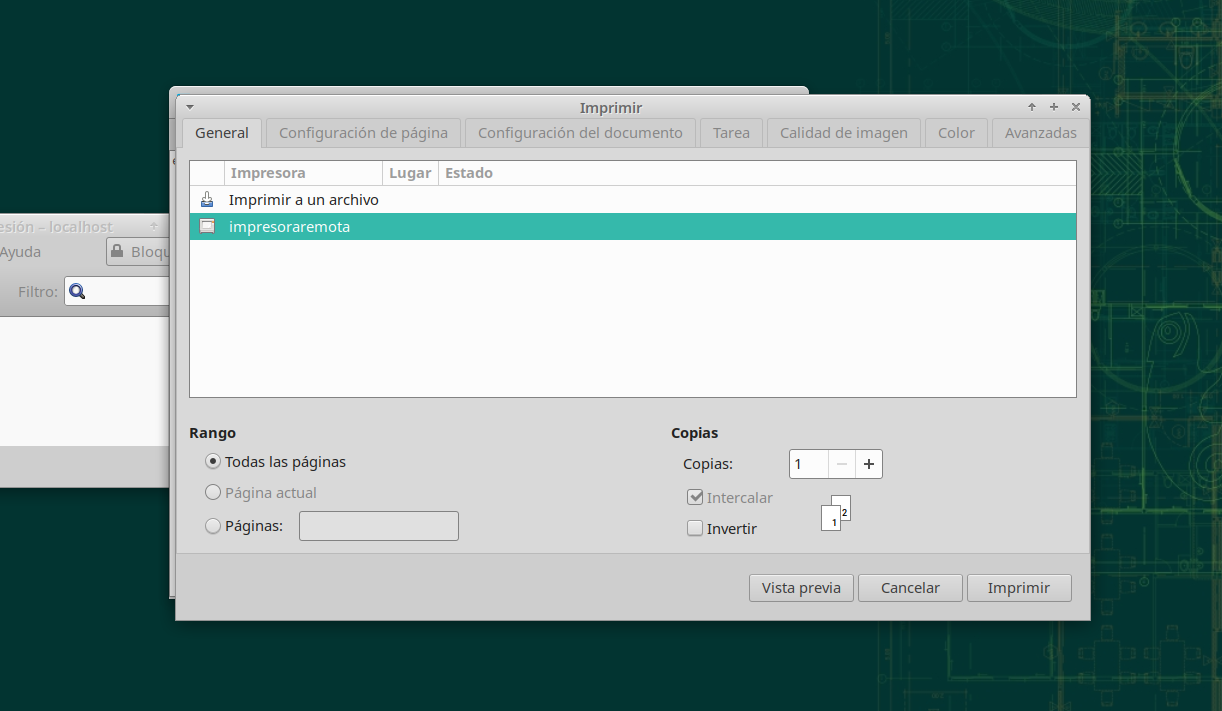 Imprimir
General Configuración de página Configuración del documento Tarea Calidad de imagen Color Avanzadas
Impresora Lugar Estado
Imprimir a un archivo
impresoraremota
esión – localhost
Ayuda Bloqu
Filtro:
Rango
Todas las páginas
Página actual
Páginas:
Copias
Copias: 1
Intercalar
Invertir
1 2
Vista previa Cancelar Imprimir